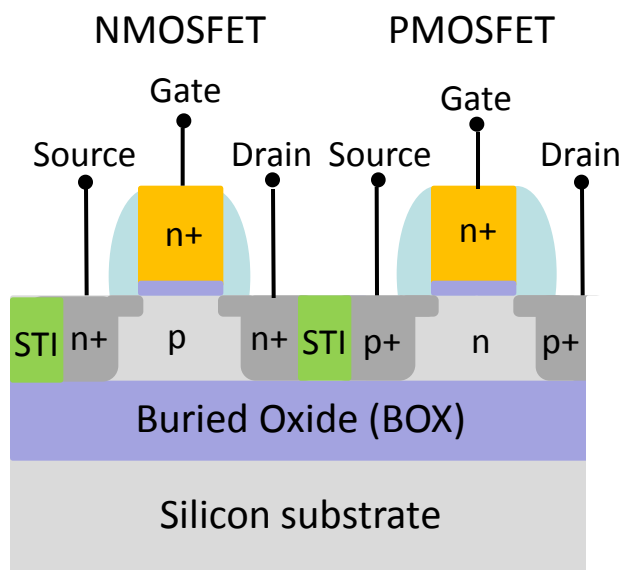 NMOSFET
PMOSFET
Gate
Gate
Source
Drain
Source
Drain
n+
n+
STI
n+
p
n+
STI
p+
n
p+
Buried Oxide (BOX)
Silicon substrate